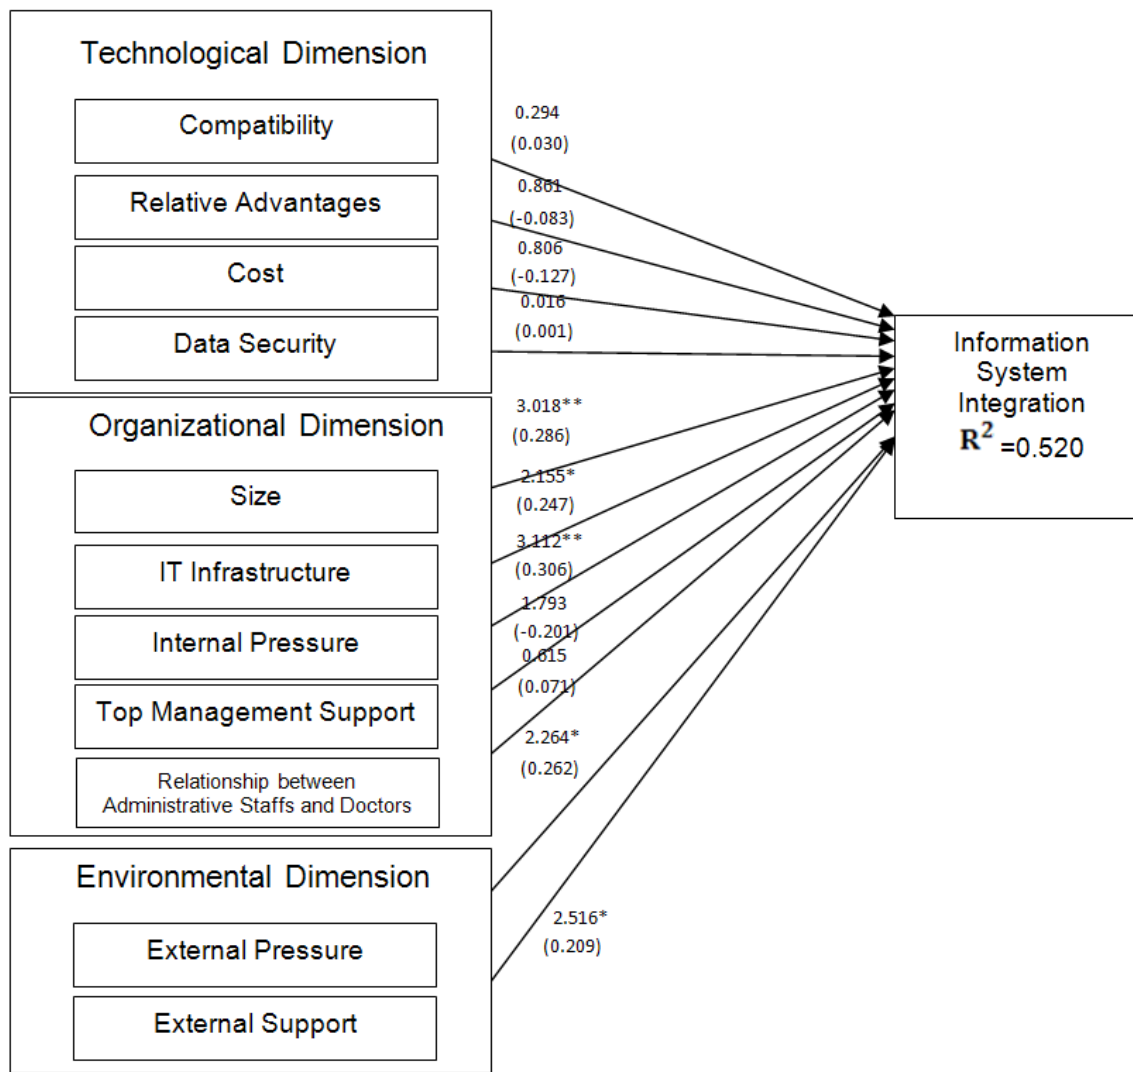 Technological Dimension
Compatibility
Relative Advantages
Cost
Data Security
0.294
(0.030)
0.861
(-0.083)
0.806
(-0.127)
0.016
(0.001)
Organizational Dimension
Size
IT Infrastructure
Internal Pressure
Top Management Support
Relationship between
Administrative Staffs and Doctors
3.018**
(0.286)
2.155*
(0.247)
3.112**
(0.306)
1.793
(-0.201)
0.615
(0.071)
2.264*
(0.262)
Environmental Dimension
External Pressure
External Support
2.516*
(0.209)
Information
System
Integration
R² =0.520